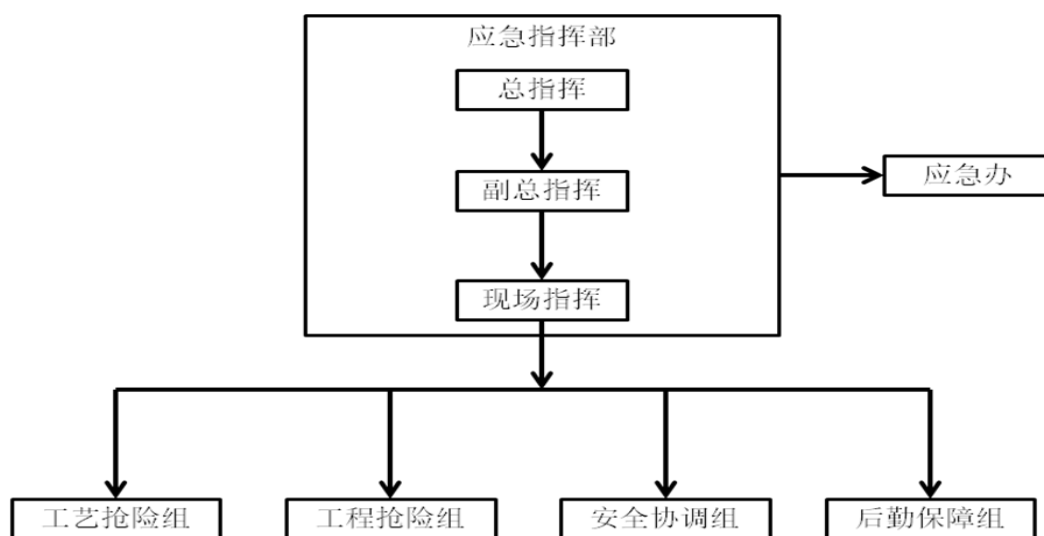 应急指挥部
总指挥
副总指挥
应急办
现场指挥
工艺抢险组
工程抢险组
安全协调组
后勤保障组